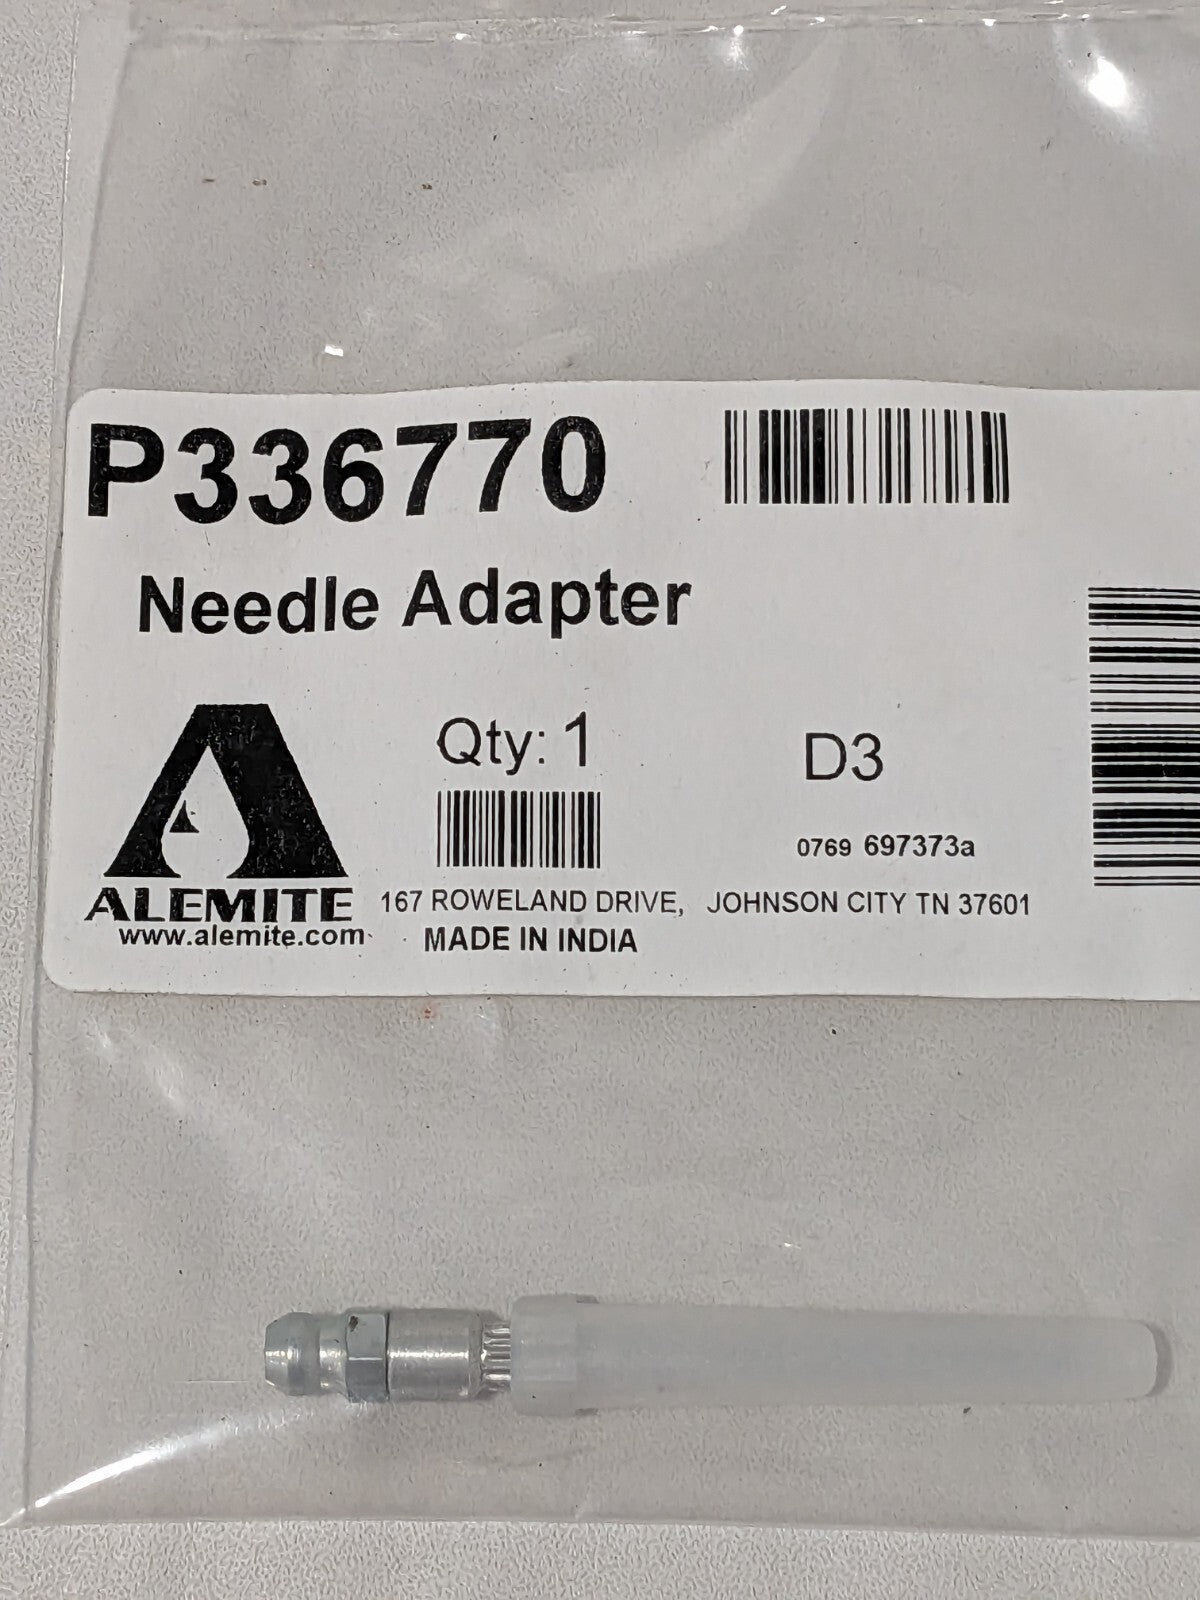 P336770
Needle Adapter
Qty: 1
D3
0769 697373a
ALEMITE
167 ROWELAND DRIVE, JOHNSON CITY TN 37601
www.alemite.com
MADE IN INDIA